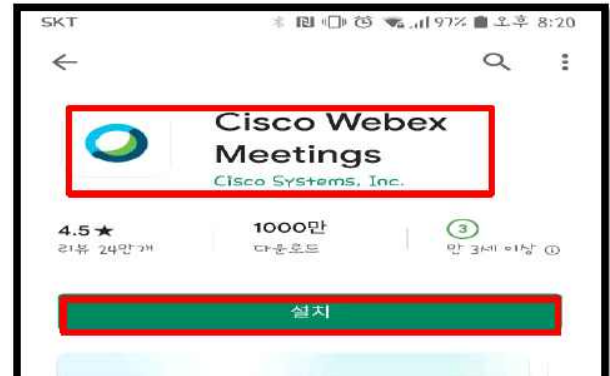 SKT 97% 오후 8:20
Cisco Webex
Meetings
Cisco Systems, Inc.
4.5★ 1000만 3
리뷰 24만개 다운로드 만 3세 이상
설치